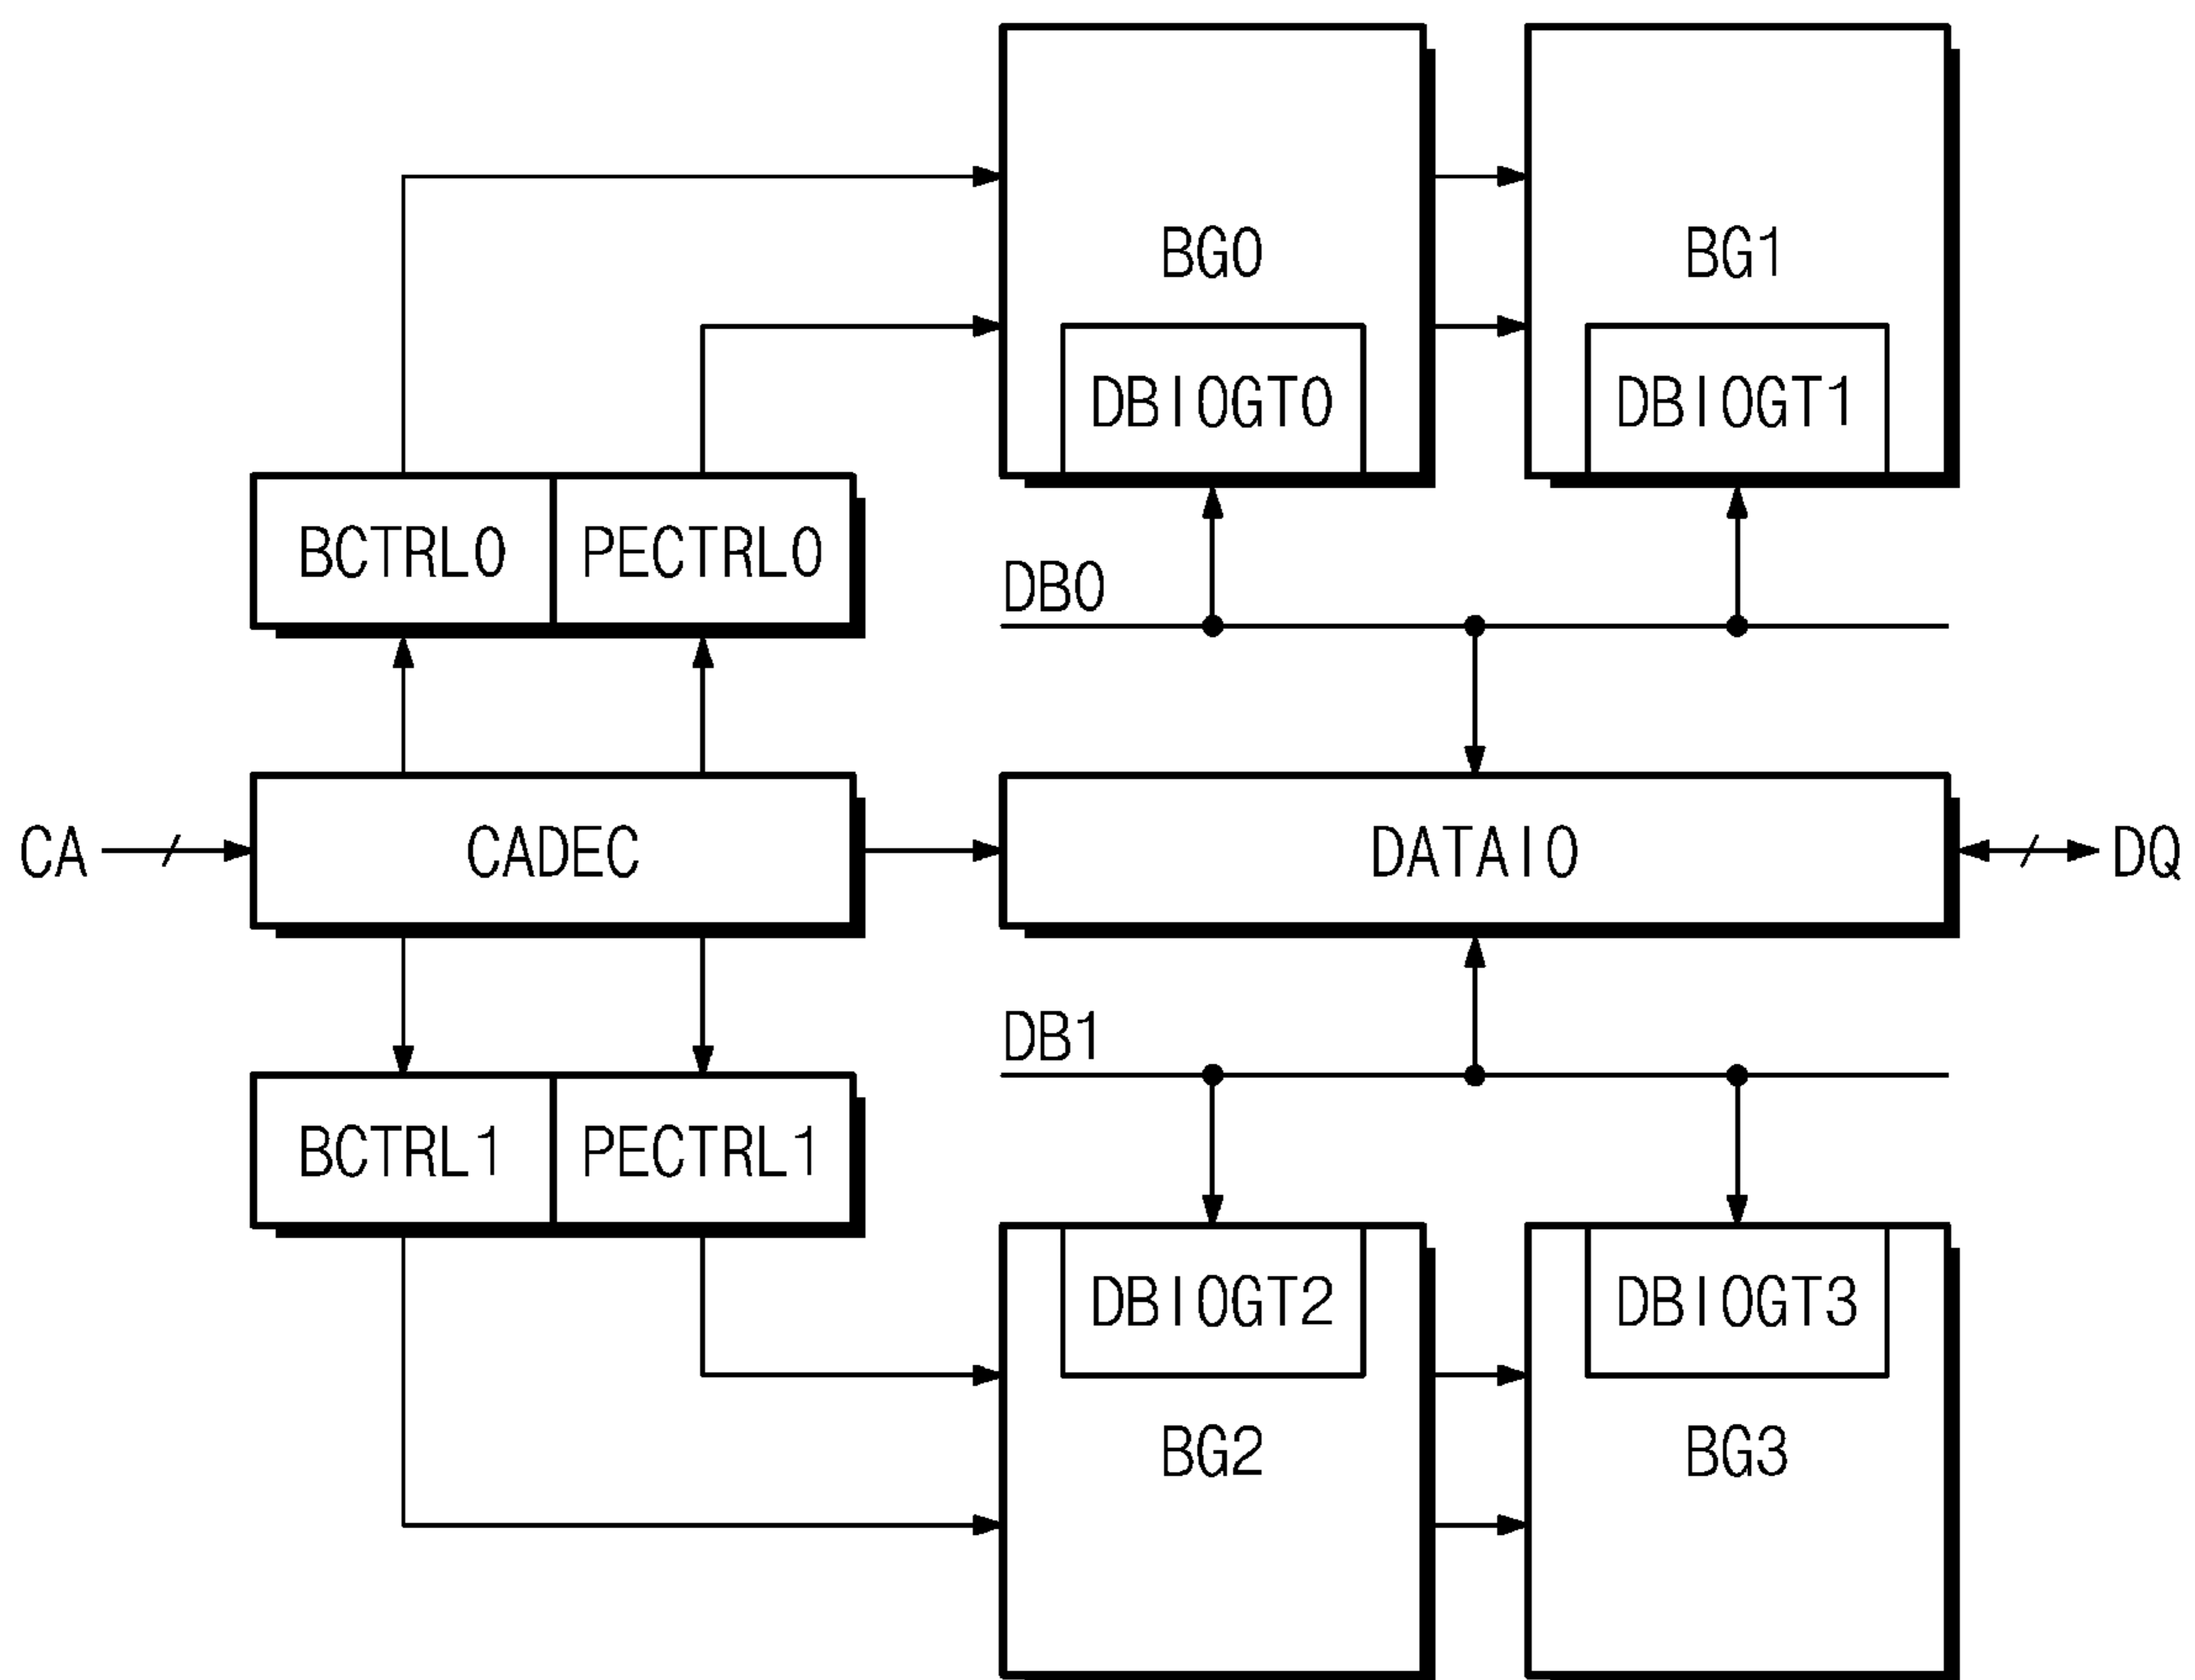 BG0
BG1
DBIOGT0
DBIOGT1
BCTRL0
PECTRL0
DB0
CA
CADEC
DATAIO
DQ
DB1
BCTRL1
PECTRL1
DBIOGT2
DBIOGT3
BG2
BG3